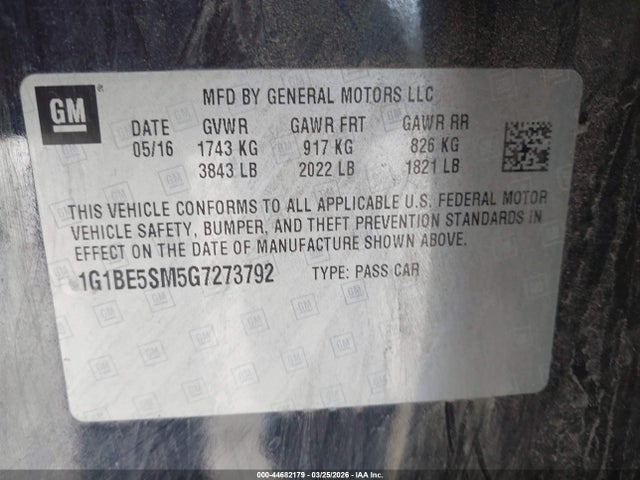 GM
MFD BY GENERAL MOTORS LLC
DATE GVWR GAWR FRT GAWR RR
05/16 1743 KG 917 KG 826 KG
3843 LB 2022 LB 1821 LB
THIS VEHICLE CONFORMS TO ALL APPLICABLE U.S. FEDERAL MOTOR
VEHICLE SAFETY, BUMPER, AND THEFT PREVENTION STANDARDS IN
EFFECT ON THE DATE OF MANUFACTURE SHOWN ABOVE.
1G1BE5SM5G7273792 TYPE: PASS CAR
000-44682179 - 03/25/2026 - IAA Inc.